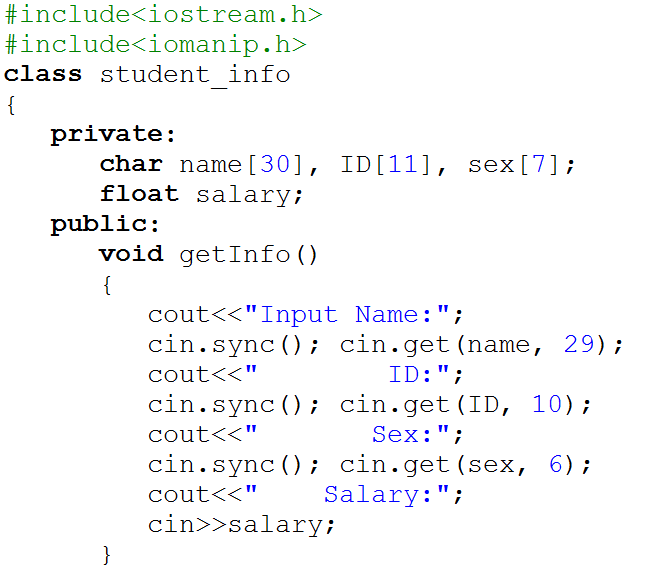 #include<iostream.h>
#include<iomanip.h>
class student_info
{
   private:
      char name[30], ID[11], sex[7];
      float salary;
   public:
      void getInfo()
      {
         cout<<"Input Name:";
         cin.sync(); cin.get(name, 29);
         cout<<"        ID:";
         cin.sync(); cin.get(ID, 10);
         cout<<"       Sex:";
         cin.sync(); cin.get(sex, 6);
         cout<<"    Salary:";
         cin>>salary;
      }